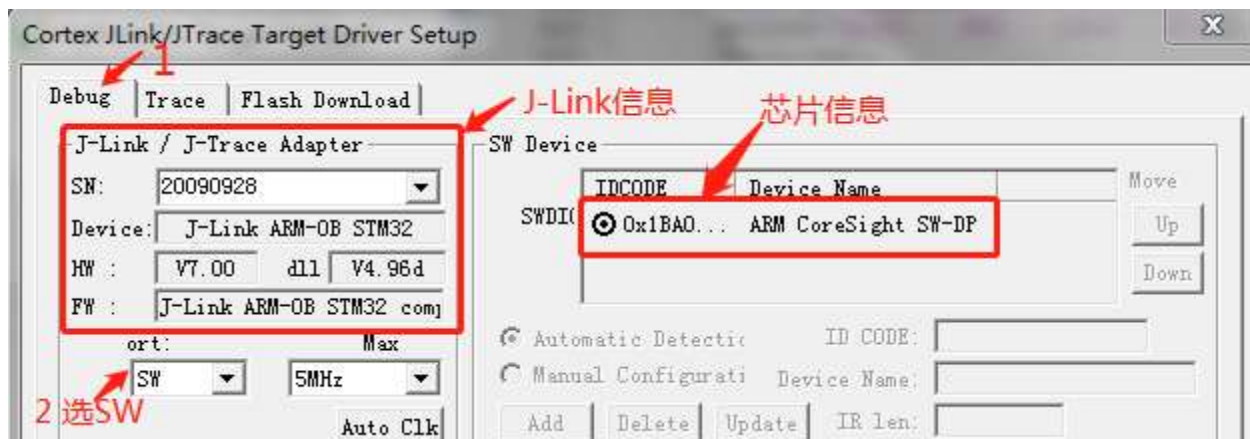 Cortex JLink/JTrace Target Driver Setup
1
Debug Trace Flash Download
J-Link信息
芯片信息
J-Link / J-Trace Adapter
SN: 20090928
Device: J-Link ARM-OB STM32
HW : V7.00 dll V4.96d
FW : J-Link ARM-OB STM32 comp
ort: Max
SW 5MHz
2 选SW
Auto Clk
SW Device
IDCODE Device Name Move
SWDIO 0x1BA0... ARM CoreSight SW-DP Up
Down
Automatic Detectic ID CODE:
Manual Configurati Device Name:
Add Delete Update IR len: